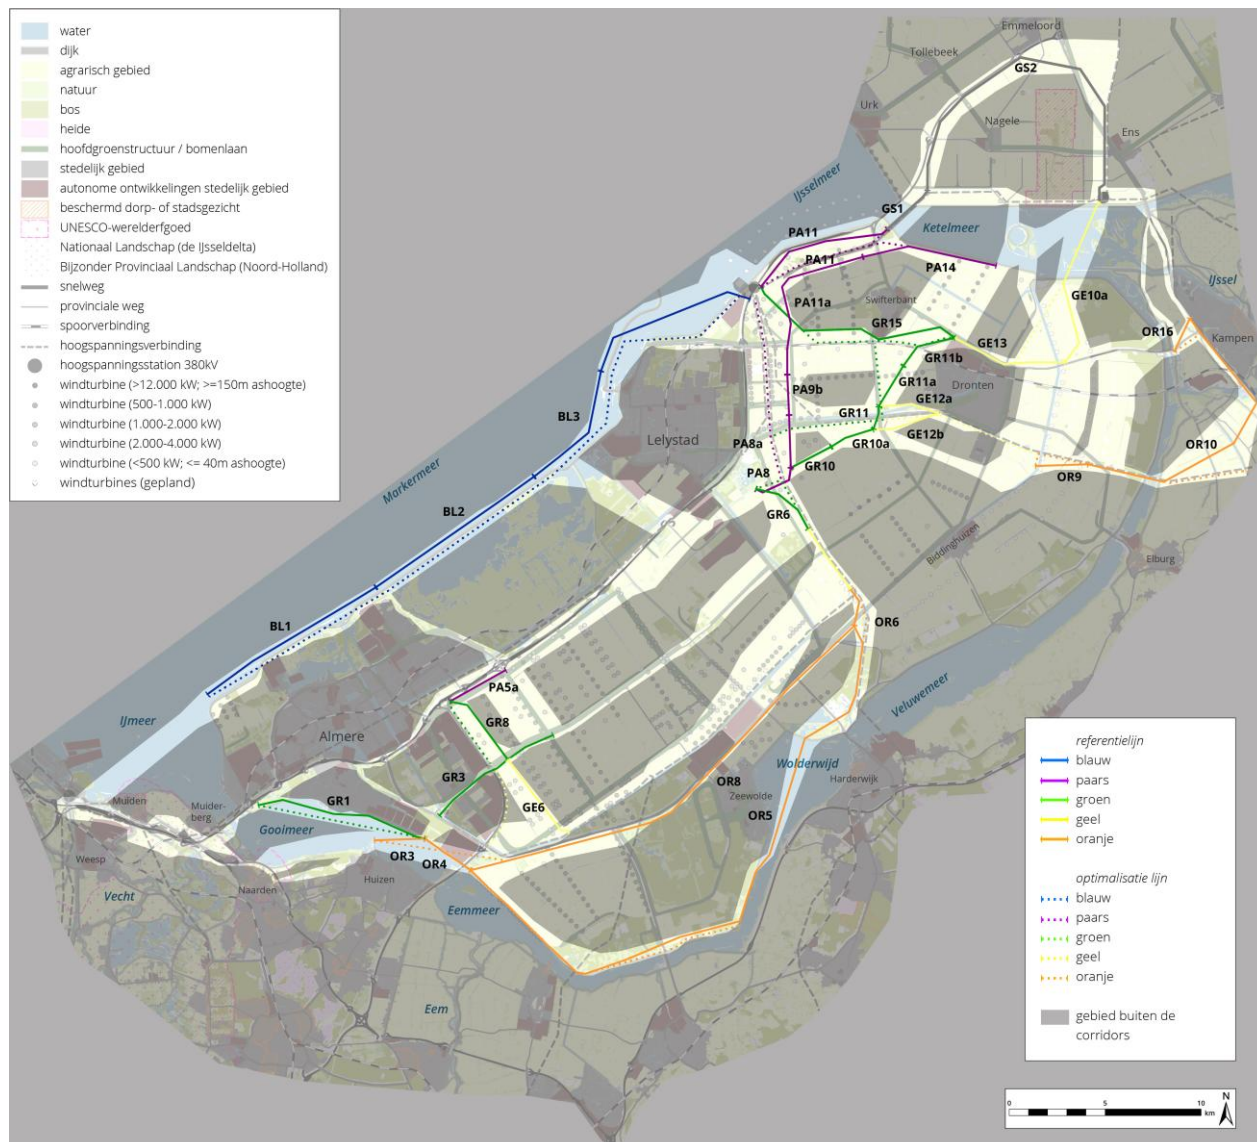 water
dijk
agrarisch gebied
natuur
bos
heide
hoofdgroenstructuur / bomenlaan
stedelijk gebied
autonome ontwikkelingen stedelijk gebied
beschermd dorp- of stadsgezicht
UNESCO-werelderfgoed
Nationaal Landschap (de IJsseldelta)
Bijzonder Provinciaal Landschap (Noord-Holland)
snelweg
provinciale weg
spoorverbinding
hoogspanningsverbinding
hoogspanningsstation 380kV
windturbine (>12.000 kW; >=150m ashoogte)
windturbine (500-1.000 kW)
windturbine (1.000-2.000 kW)
windturbine (2.000-4.000 kW)
windturbine (<500 kW; <= 40m ashoogte)
windturbines (gepland)
Emmeloord
Tollebeek
GS2
Urk
Nagele
Ens
IJsselmeer
GS1
Ketelmeer
PA11
PA11
PA14
IJssel
PA11a
Swifterbant
GE10a
GR15
OR16
Kampen
GE13
GR11b
GR11a
Dronten
PA9b
GE12a
BL3
GR11
GE12b
Lelystad
PA8a
GR10a
OR10
Markermeer
PA8
GR10
OR9
BL2
GR6
Biddinghuizen
Elburg
BL1
OR6
PA5a
Veluwemeer
IJmeer
Almere
GR8
Wolderwijd
GR3
OR8
Harderwijk
Muiden
Muider-
berg
GR1
Zeewolde
GE6
OR5
Gooimeer
Weesp
OR3
OR4
Huizen
Naarden
Vecht
Eemmeer
Eem
referentielijn
blauw
paars
groen
geel
oranje
optimalisatie lijn
blauw
paars
groen
geel
oranje
gebied buiten de
corridors
N
0 5 10
km